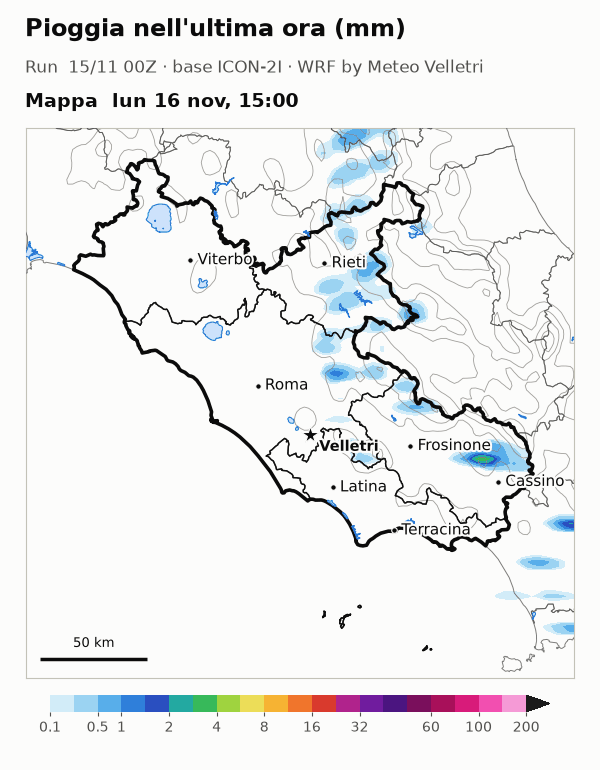 Pioggia nell'ultima ora (mm)
Run  15/11 00Z · base ICON-2I · WRF by Meteo Velletri
Mappa  lun 16 nov, 15:00
Viterbo
Rieti
Roma
Velletri
Frosinone
Latina
Cassino
Terracina
50 km
0.1 0.5 1 2 4 8 16 32 60 100 200